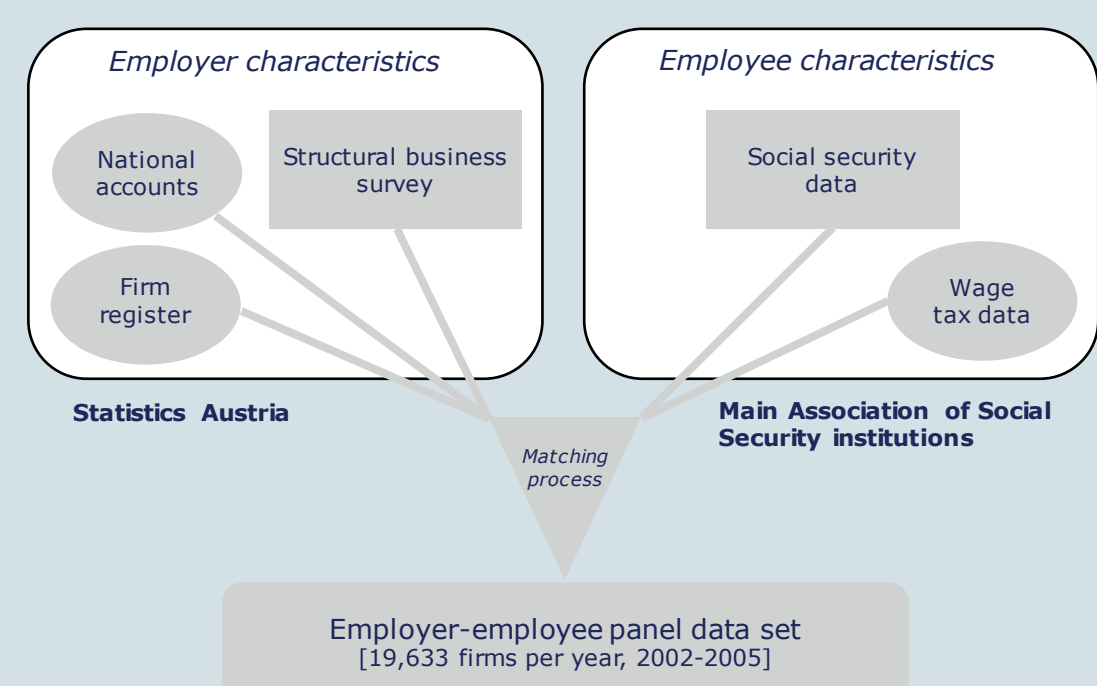 Employer characteristics
National
accounts
Structural business
survey
Firm
register
Statistics Austria
Employee characteristics
Social security
data
Wage
tax data
Main Association of Social
Security institutions
Matching
process
Employer-employee panel data set
[19,633 firms per year, 2002-2005]